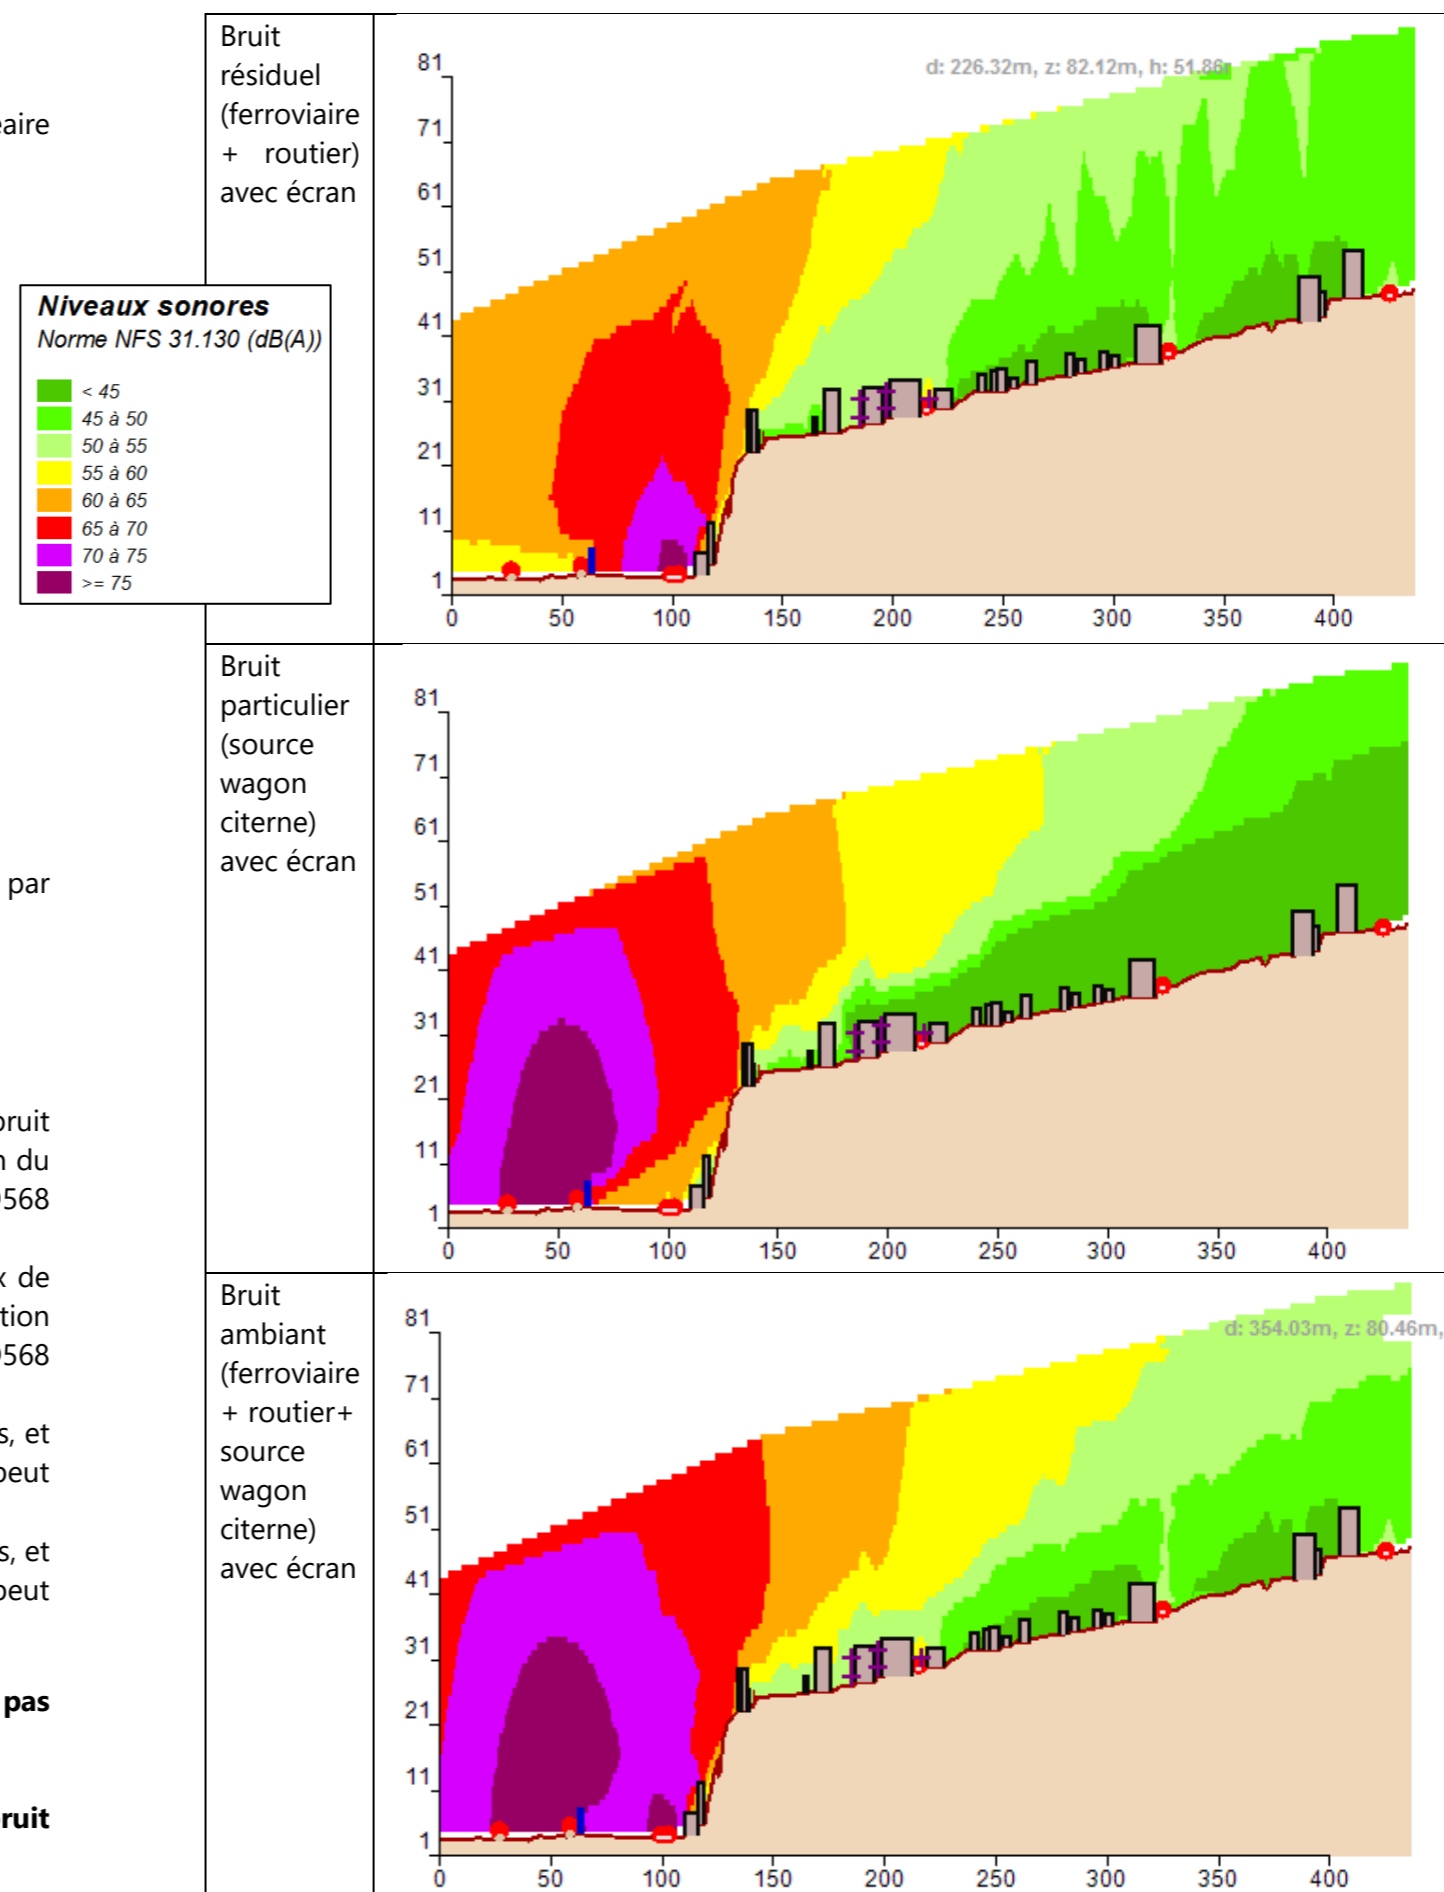 éaire
par
bruit
n du
0568
x de
tion
0568
s, et
peut
s, et
peut
pas
ruit
Niveaux sonores
Norme NFS 31.130 (dB(A))
< 45
45 à 50
50 à 55
55 à 60
60 à 65
65 à 70
70 à 75
>= 75
Bruit
résiduel
(ferroviaire
+ routier)
avec écran
d: 226.32m, z: 82.12m, h: 51.86
81
71
61
51
41
31
21
11
1
0 50 100 150 200 250 300 350 400
Bruit
particulier
(source
wagon
citerne)
avec écran
81
71
61
51
41
31
21
11
1
0 50 100 150 200 250 300 350 400
Bruit
ambiant
(ferroviaire
+ routier+
source
wagon
citerne)
avec écran
d: 354.03m, z: 80.46m,
81
71
61
51
41
31
21
11
1
0 50 100 150 200 250 300 350 400